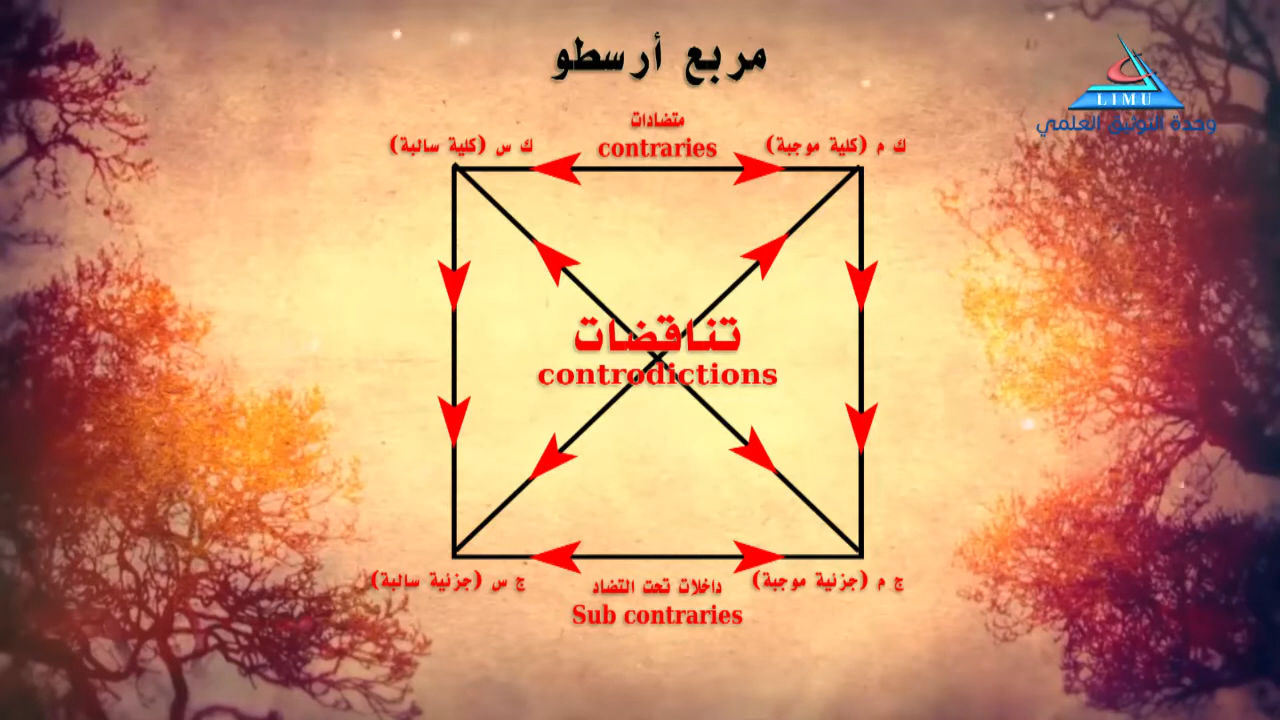 مربع أرسطو
LIMU
وحدة التوثيق العلمي
متضادات
ك م (كلية موجبة)
contraries
ك س (كلية سالبة)
تناقضات
controdictions
ج م (جزئية موجبة)
داخلات تحت التضاد
ج س (جزئية سالبة)
Sub contraries